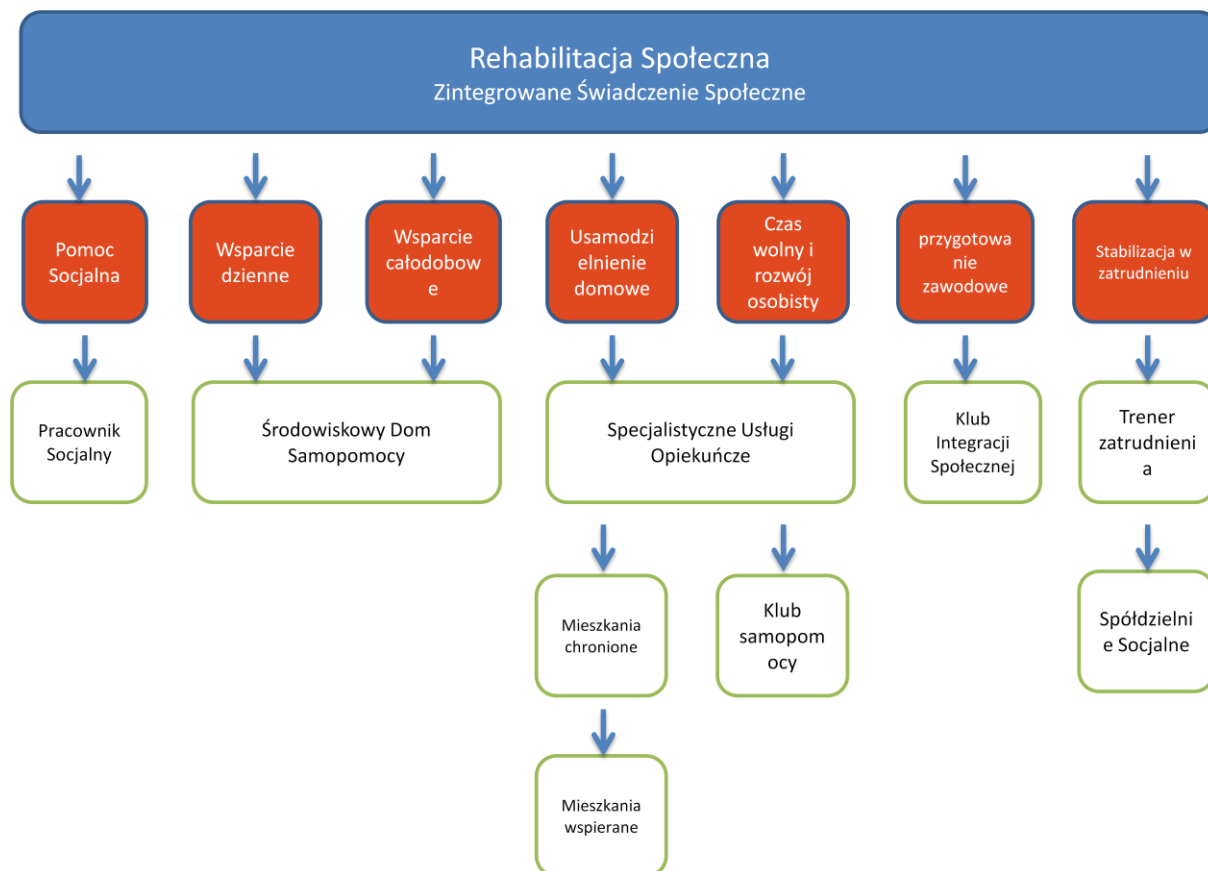 Rehabilitacja Społeczna
Zintegrowane Świadczenie Społeczne
Pomoc
Socjalna
Wsparcie
dzienne
Wsparcie
całodobow
e
Usamodzi
elnienie
domowe
Czas
wolny i
rozwój
osobisty
przygotowa
nie
zawodowe
Stabilizacja w
zatrudnieniu
Pracownik
Socjalny
Środowiskowy Dom
Samopomocy
Specjalistyczne Usługi
Opiekuńcze
Klub
Integracji
Społecznej
Trener
zatrudnieni
a
Mieszkania
chronione
Klub
samopom
ocy
Spółdzielni
e Socjalne
Mieszkania
wspierane